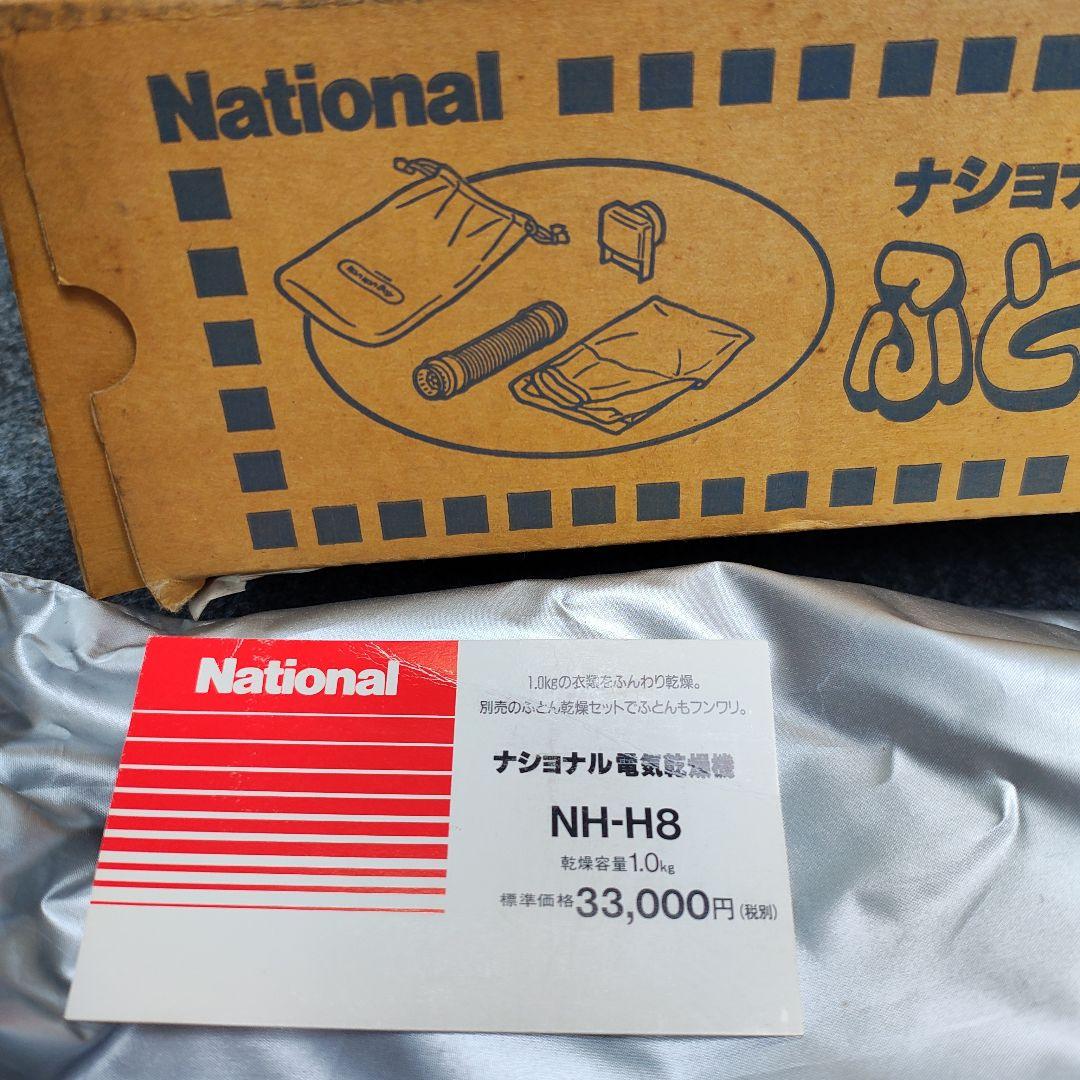 National
ナショナ
ふと
National
1.0kgの衣類をふんわり乾燥。
別売のふとん乾燥セットでふとんもフンワリ。
ナショナル電気乾燥機
NH-H8
乾燥容量1.0kg
標準価格33,000円(税別)